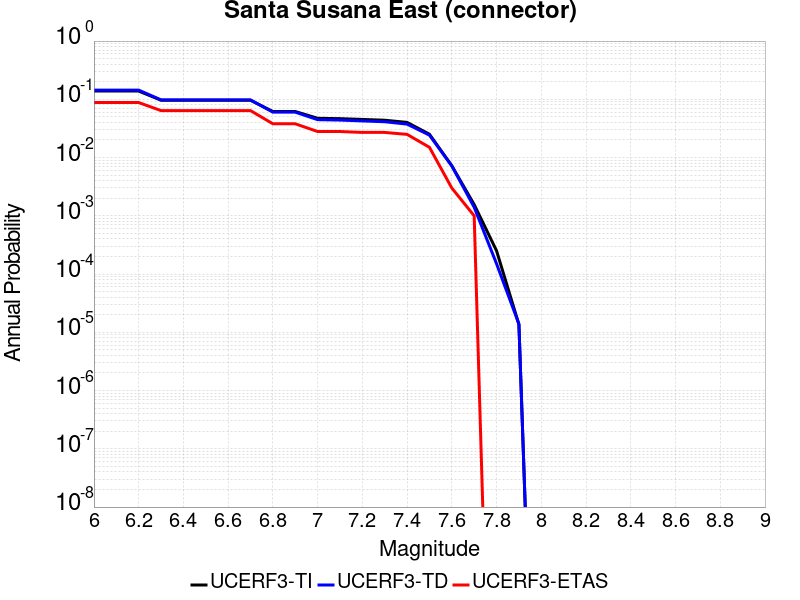 Santa Susana East (connector)
10^0
10^-1
10^-2
10^-3
10^-4
10^-5
10^-6
10^-7
10^-8
Annual Probability
6 6.2 6.4 6.6 6.8 7 7.2 7.4 7.6 7.8 8 8.2 8.4 8.6 8.8 9
Magnitude
UCERF3-TI UCERF3-TD UCERF3-ETAS